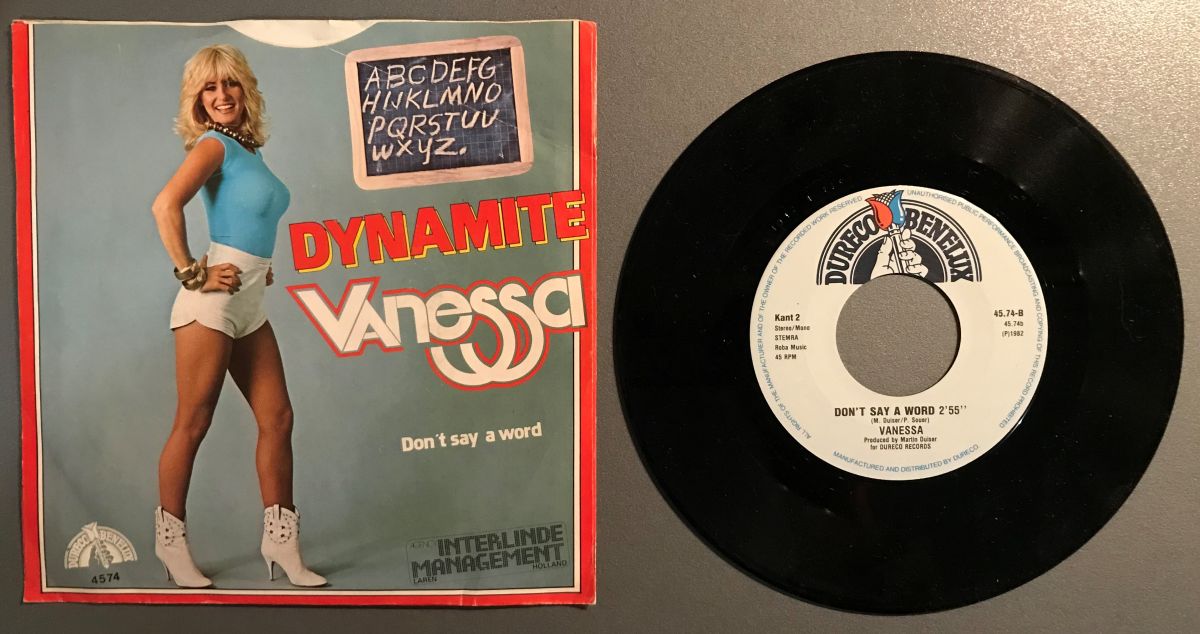 ABCDEFG
HIJKLMNO
PQRSTUV
WXYZ.
DYNAMITE
Vanessa
Don't say a word
DURECO BENELUX
4574
AGENCY
INTERLINDE
MANAGEMENT
LAREN HOLLAND
ALL RIGHTS OF THE MANUFACTURER AND OF THE OWNER OF THE RECORDED WORK RESERVED
UNAUTHORISED PUBLIC PERFORMANCE BROADCASTING AND COPYING OF THIS RECORD PROHIBITED
DURECO BENELUX
Kant 2
Stereo/Mono
STEMRA
Roba Music
45 RPM
45.74-B
45.74b
(P)1982
DON'T SAY A WORD 2'55''
(M. Duiser/P. Souer)
VANESSA
Produced by Martin Duiser
for DURECO RECORDS
MANUFACTURED AND DISTRIBUTED BY DURECO